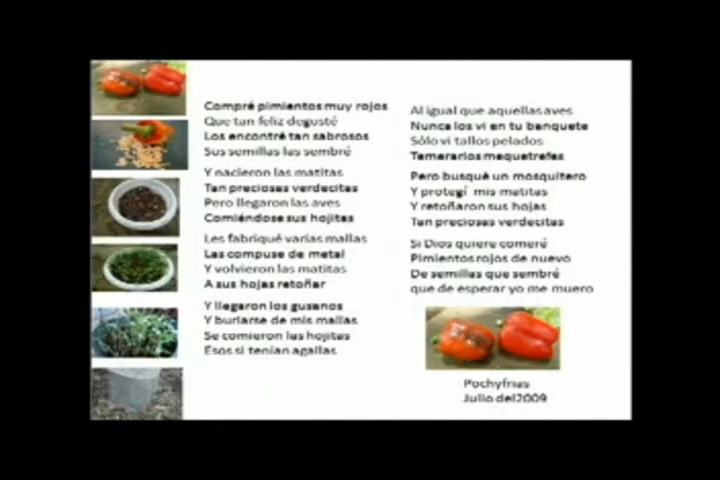 Compré pimientos muy rojos
Que tan feliz degusté
Los encontré tan sabrosos
Sus semillas las sembré
Y nacieron las matitas
Tan preciosas verdecitas
Pero llegaron las aves
Comiéndose sus hojitas
Les fabriqué varias mallas
Las compuse de metal
Y volvieron las matitas
A sus hojas retoñar
Y llegaron los gusanos
Y burlarse de mis mallas
Se comieron las hojitas
Esos si tenían agallas
Al igual que aquellas aves
Nunca los vi en tu banquete
Sólo vi tallos pelados
Temerarios mequetrefes
Pero busqué un mosquitero
Y protegí mis matitas
Y retoñaron sus hojas
Tan preciosas verdecitas
Si Dios quiere comeré
Pimientos rojos de nuevo
De semillas que sembré
que de esperar yo me muero
Pochyfrias
Julio del2009